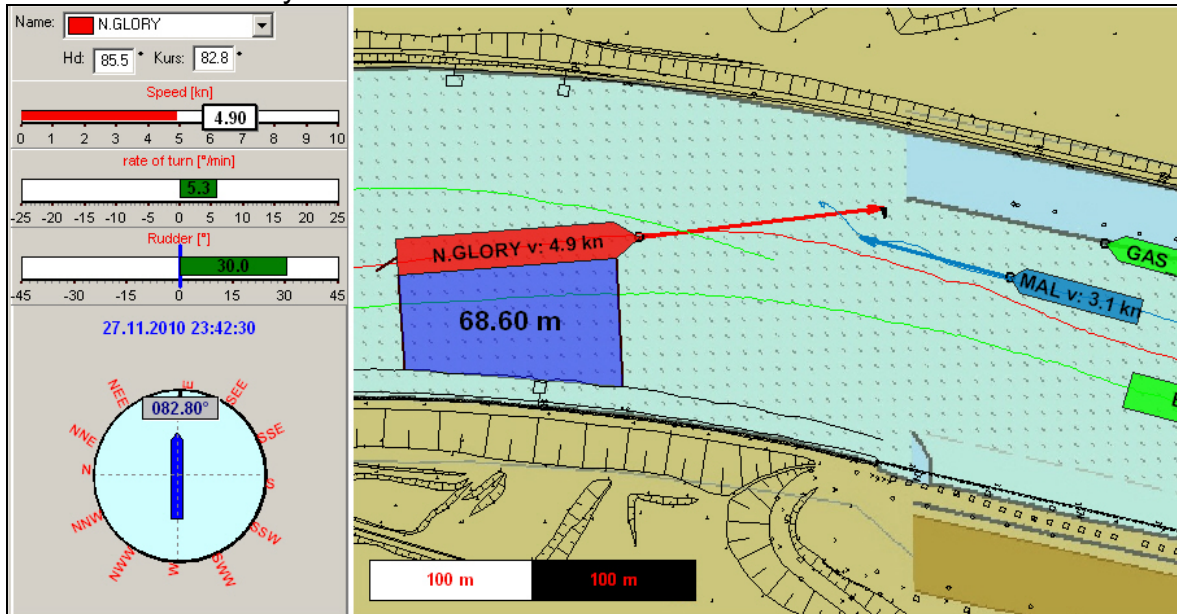 Name: N.GLORY
Hd: 85.5 ° Kurs: 82.8 °
Speed [kn]
4.90
0 1 2 3 4 5 6 7 8 9 10
rate of turn [°/min]
5.3
-25 -20 -15 -10 -5 0 5 10 15 20 25
Rudder [°]
30.0
-45 -30 -15 0 15 30 45
27.11.2010 23:42:30
082.80°
E
SEE
SSE
S
SSW
SWW
W
NWW
NNW
N
NNE
NEE
N.GLORY v: 4.9 kn
68.60 m
GAS
MAL v: 3.1 kn
100 m 100 m